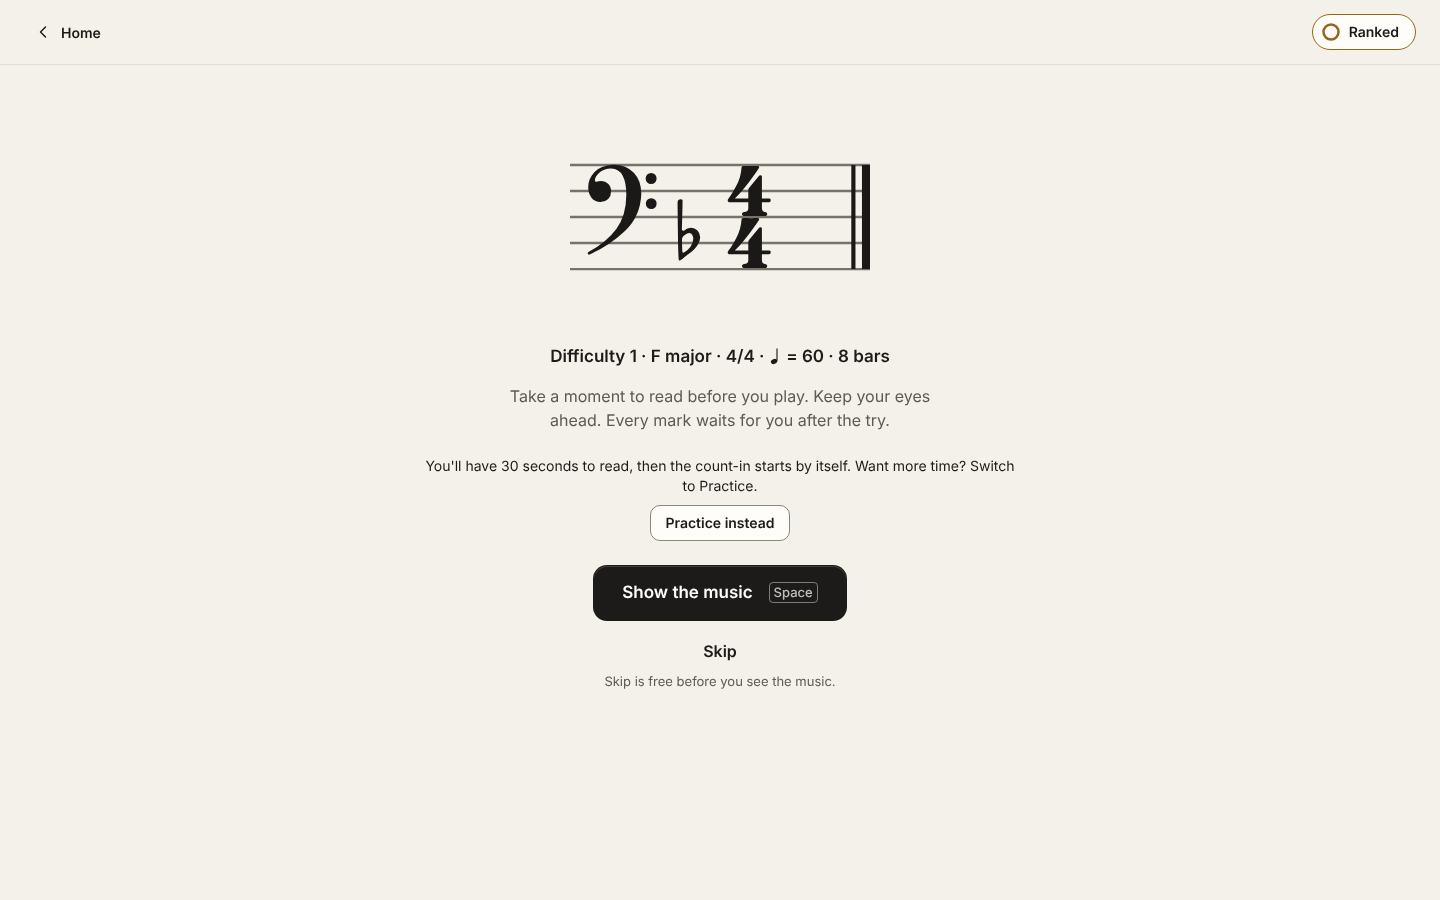 Home
Ranked
4
4
Difficulty 1 · F major · 4/4 · ♩ = 60 · 8 bars
Take a moment to read before you play. Keep your eyes
ahead. Every mark waits for you after the try.
You'll have 30 seconds to read, then the count-in starts by itself. Want more time? Switch
to Practice.
Practice instead
Show the music Space
Skip
Skip is free before you see the music.